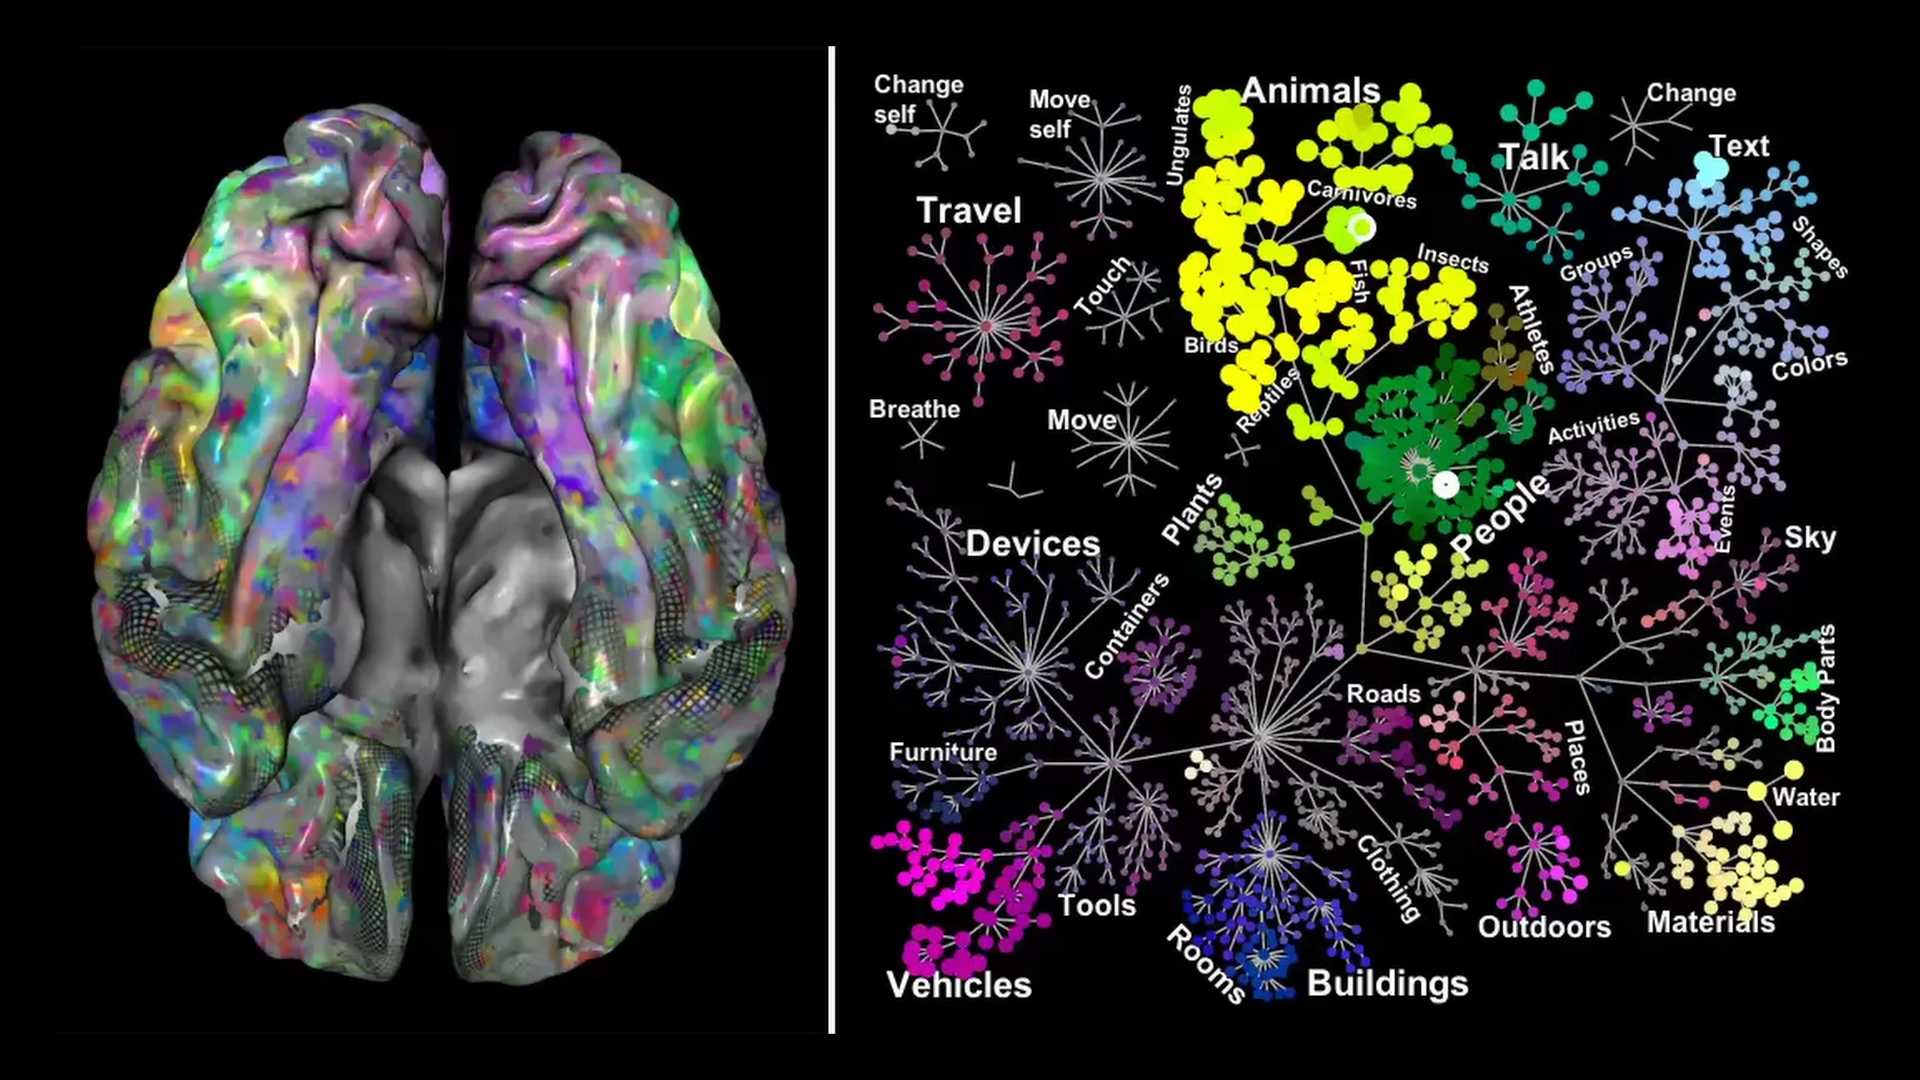 Change
self
Move
self
Ungulates
Animals
Talk
Change
Text
Travel
Carnivores
Shapes
Touch
Fish
Insects
Groups
Athletes
Birds
Colors
Reptiles
Breathe
Move
Activities
Plants
People
Events
Sky
Devices
Containers
Body Parts
Roads
Places
Furniture
Water
Clothing
Tools
Outdoors
Materials
Rooms
Vehicles
Buildings